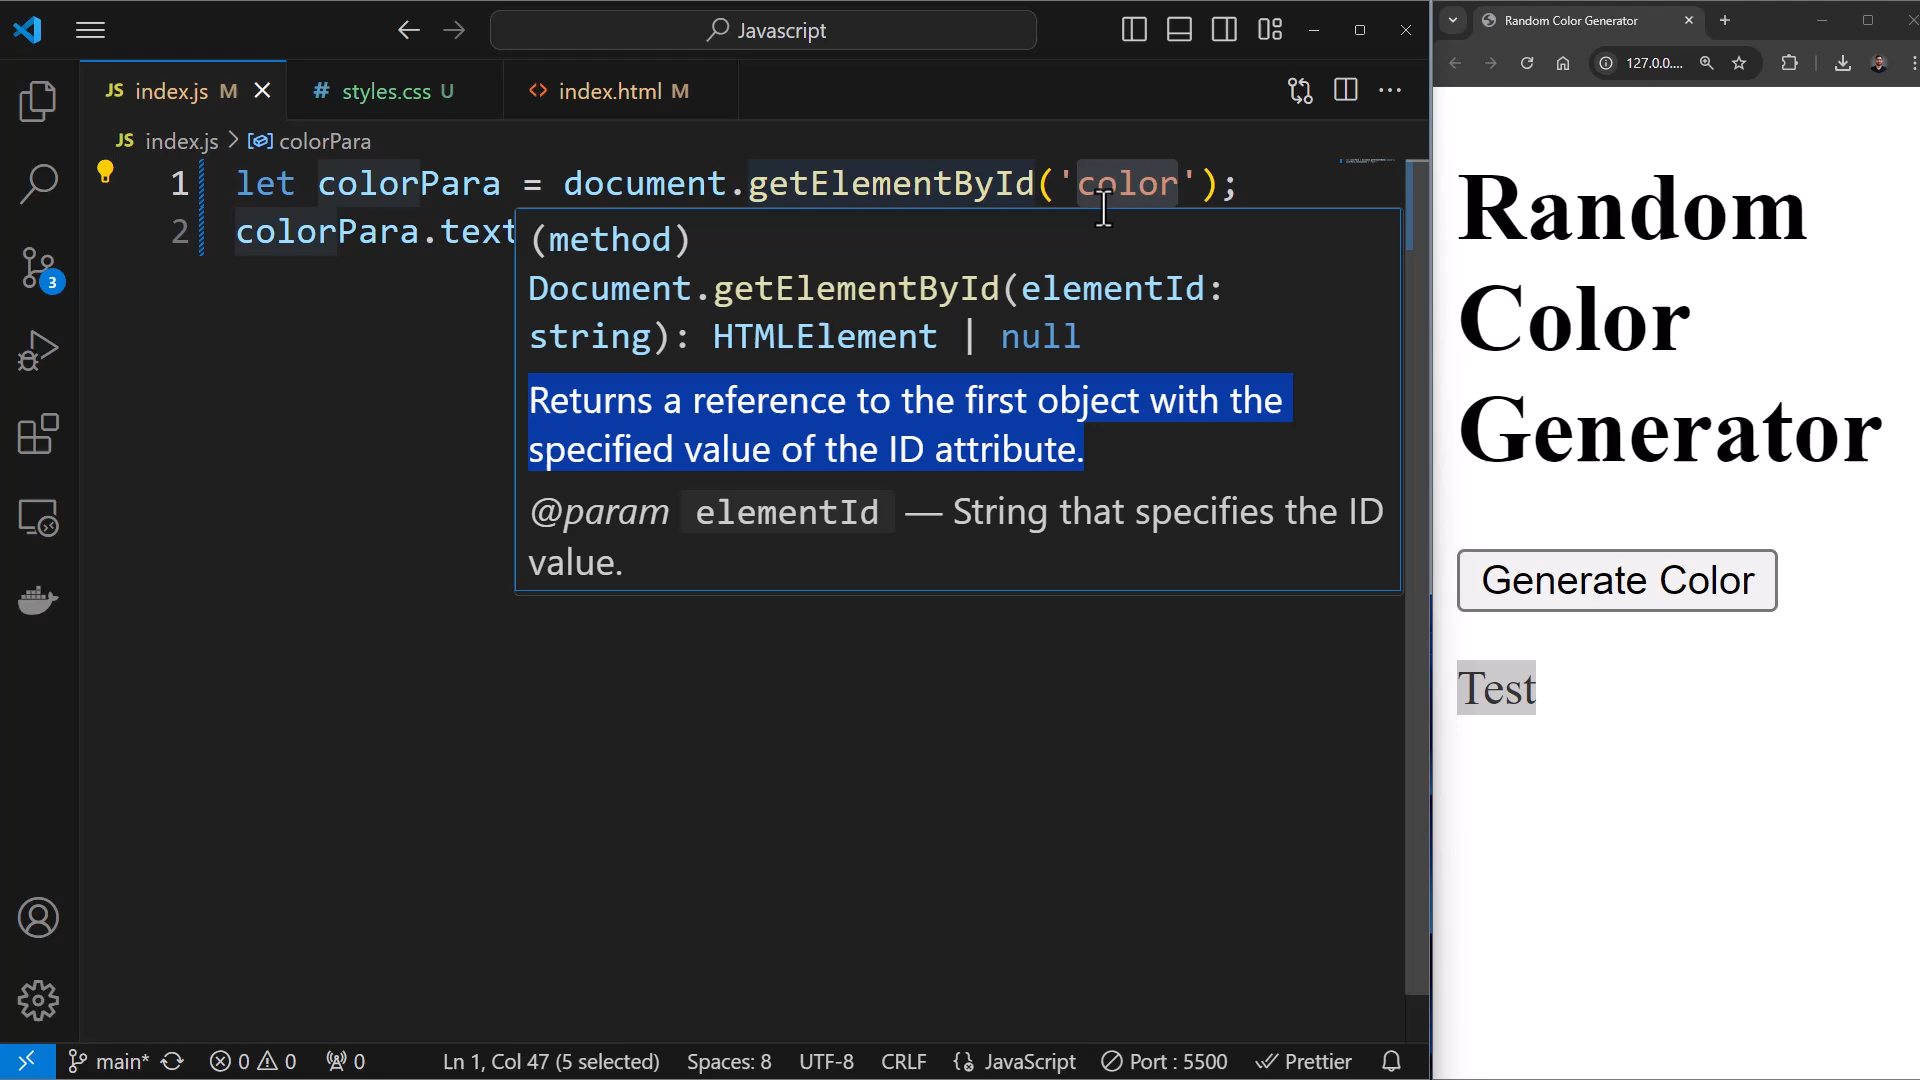 Javascript
JS index.js M
# styles.css U
<> index.html M
JS index.js > colorPara
1 let colorPara = document.getElementById('color');
2 colorPara.text
(method)
Document.getElementById(elementId:
string): HTMLElement | null
Returns a reference to the first object with the
specified value of the ID attribute.
@param elementId — String that specifies the ID
value.
3
main*
0 0
0
Ln 1, Col 47 (5 selected)
Spaces: 8
UTF-8
CRLF
{} JavaScript
Port : 5500
Prettier
Random Color Generator
127.0.0....
Random
Color
Generator
Generate Color
Test